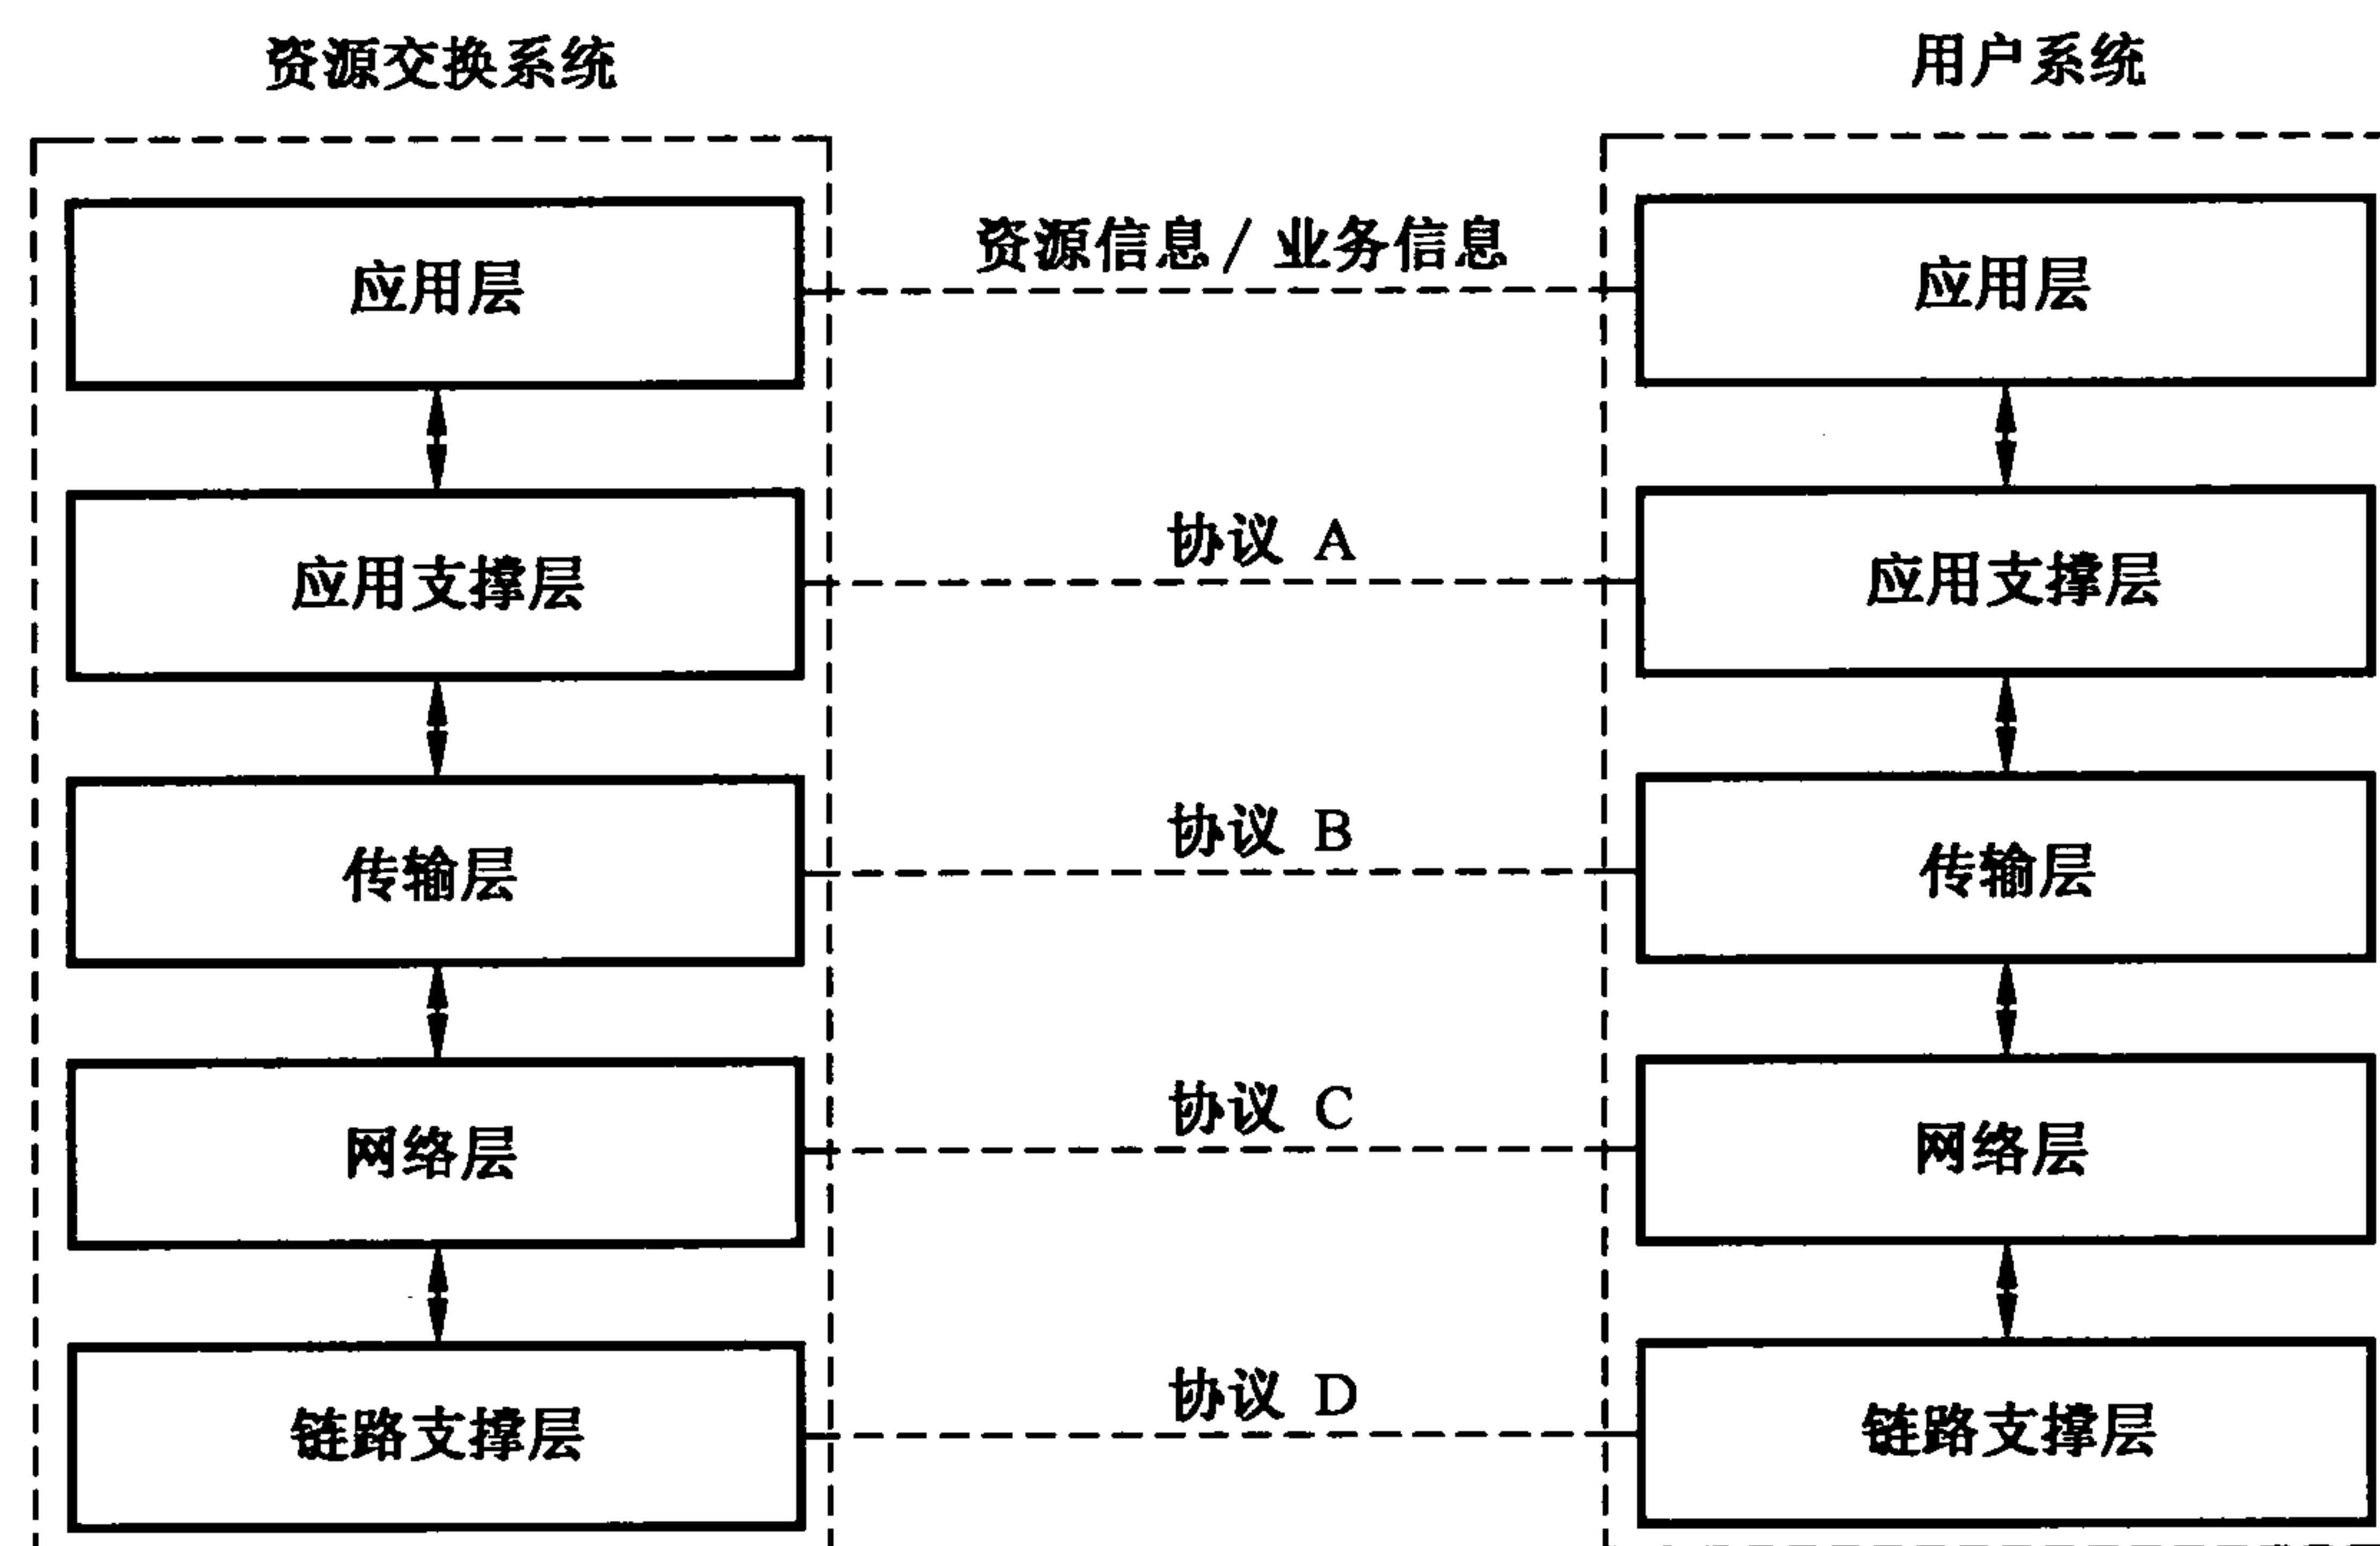 资源交换系统 用户系统
应用层 资源信息/业务信息 应用层
应用支撑层 协议 A 应用支撑层
传输层 协议 B 传输层
网络层 协议 C 网络层
链路支撑层 协议 D 链路支撑层